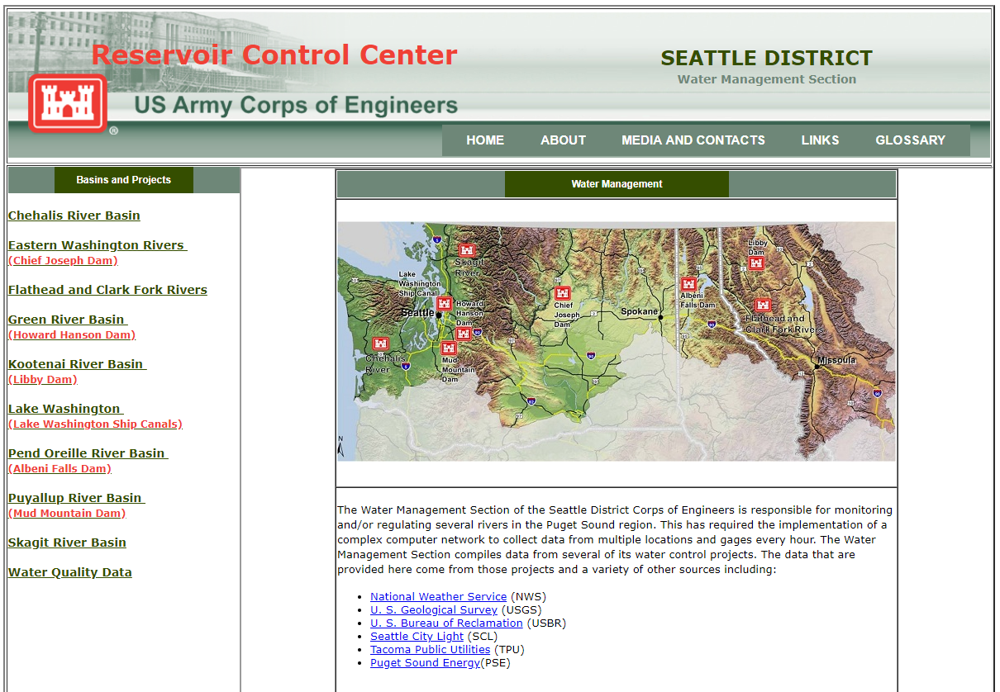 Reservoir Control Center
SEATTLE DISTRICT
Water Management Section
US Army Corps of Engineers
®
HOME
ABOUT
MEDIA AND CONTACTS
LINKS
GLOSSARY
Basins and Projects
Chehalis River Basin
Eastern Washington Rivers
(Chief Joseph Dam)
Flathead and Clark Fork Rivers
Green River Basin
(Howard Hanson Dam)
Kootenai River Basin
(Libby Dam)
Lake Washington
(Lake Washington Ship Canals)
Pend Oreille River Basin
(Albeni Falls Dam)
Puyallup River Basin
(Mud Mountain Dam)
Skagit River Basin
Water Quality Data
Water Management
Skagit
River
Lake
Washington
Ship Canal
Seattle
Howard
Hanson
Dam
Chehalis
River
Mud
Mountain
Dam
Chief
Joseph
Dam
Spokane
Albeni
Falls Dam
Libby
Dam
Flathead and
Clark Fork Rivers
Missoula
5
90
5
90
82
90
90
2
N
The Water Management Section of the Seattle District Corps of Engineers is responsible for monitoring
and/or regulating several rivers in the Puget Sound region. This has required the implementation of a
complex computer network to collect data from multiple locations and gages every hour. The Water
Management Section compiles data from several of its water control projects. The data that are
provided here come from those projects and a variety of other sources including:
• National Weather Service (NWS)
• U. S. Geological Survey (USGS)
• U. S. Bureau of Reclamation (USBR)
• Seattle City Light (SCL)
• Tacoma Public Utilities (TPU)
• Puget Sound Energy(PSE)